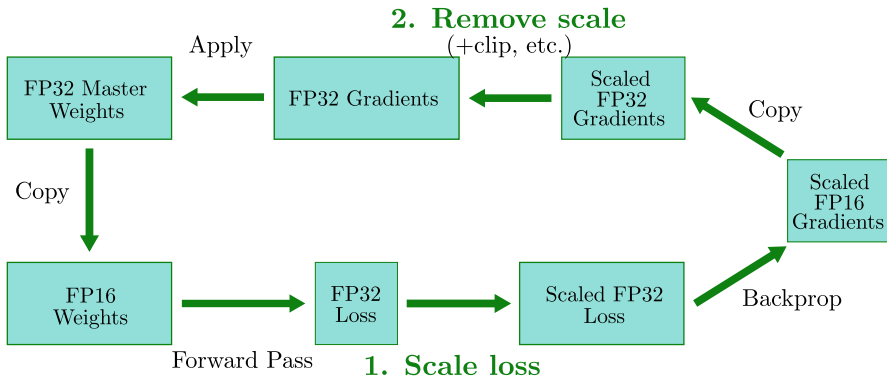 2. Remove scale
(+clip, etc.)
Apply
FP32 Master
Weights
FP32 Gradients
Scaled
FP32
Gradients
Copy
Scaled
FP16
Gradients
Copy
FP16
Weights
FP32
Loss
Scaled FP32
Loss
Backprop
Forward Pass
1. Scale loss